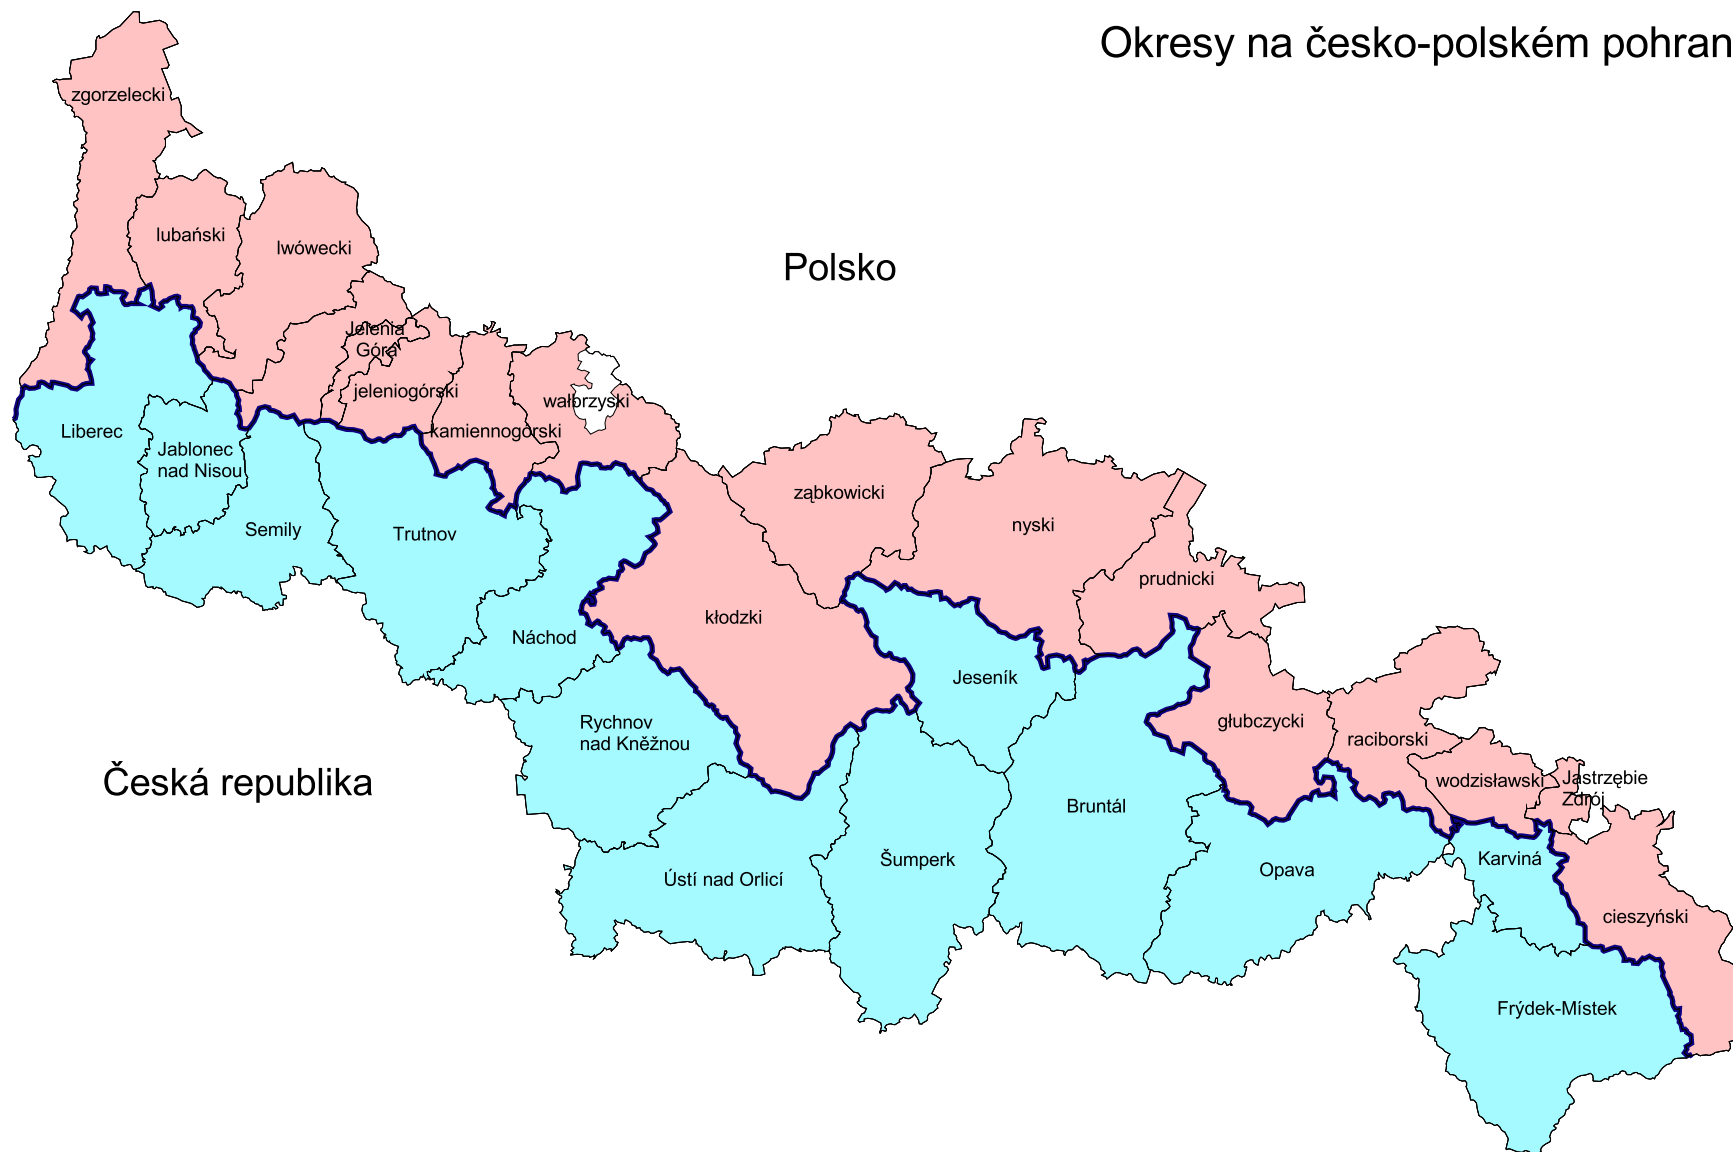 Okresy na česko-polském pohran
zgorzelecki
lubański
lwówecki
Polsko
Jelenia
Góra
jeleniogórski
kamiennogórski
wałbrzyski
Liberec
Jablonec
nad Nisou
Semily
Trutnov
ząbkowicki
nyski
prudnicki
kłodzki
Náchod
Jeseník
Rychnov
nad Kněžnou
głubczycki
raciborski
wodzisławski
Jastrzębie
Zdrój
Česká republika
Bruntál
Šumperk
Ústí nad Orlicí
Opava
Karviná
cieszyński
Frýdek-Místek